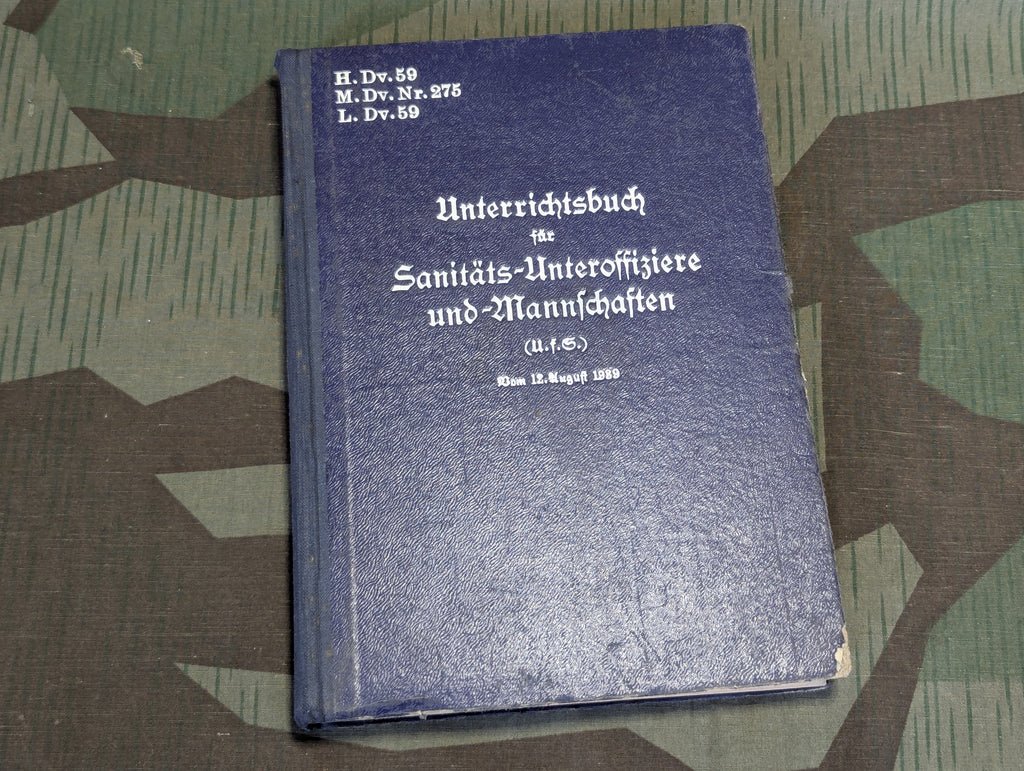 H. Dv. 59
M. Dv. Nr. 275
L. Dv. 59
Unterrichtsbuch
für
Sanitäts-Unteroffiziere
und-Mannschaften
(U.f.S.)
Vom 12. August 1939